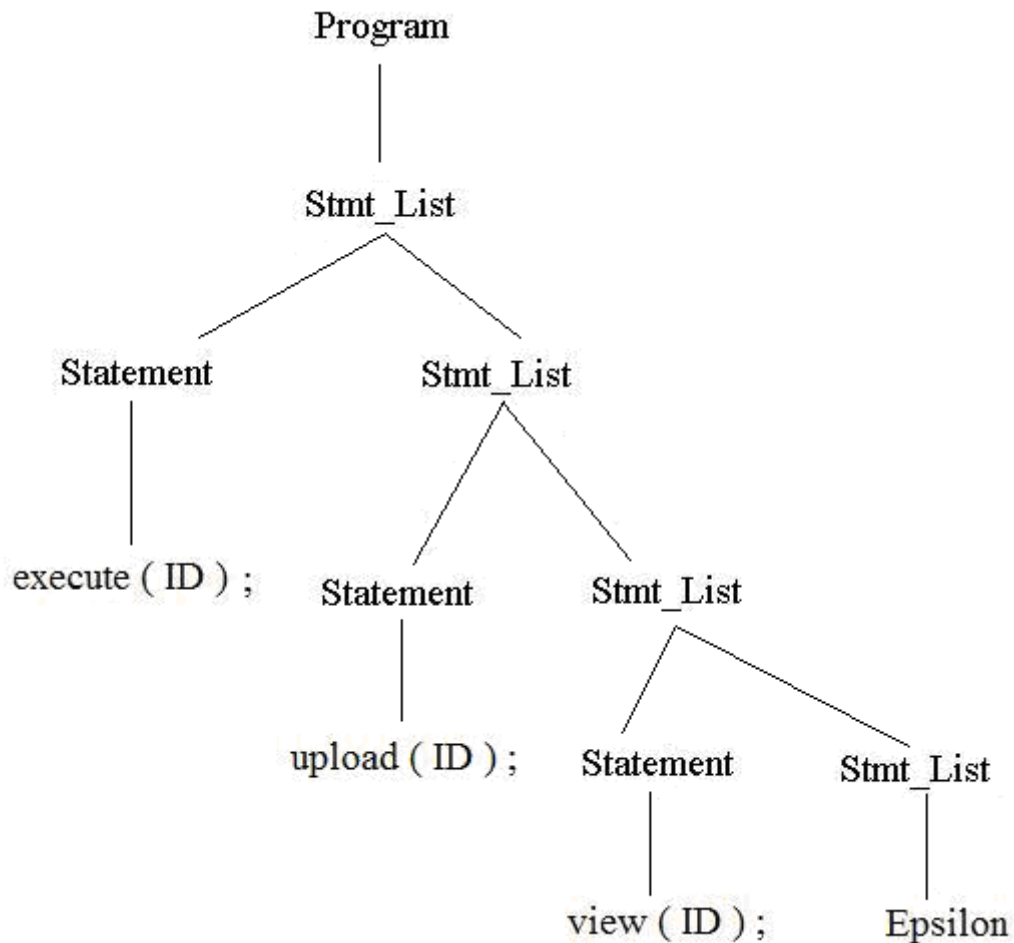 Program
Stmt_List
Statement
Stmt_List
execute ( ID ) ;
Statement
Stmt_List
upload ( ID ) ;
Statement
Stmt_List
view ( ID ) ;
Epsilon